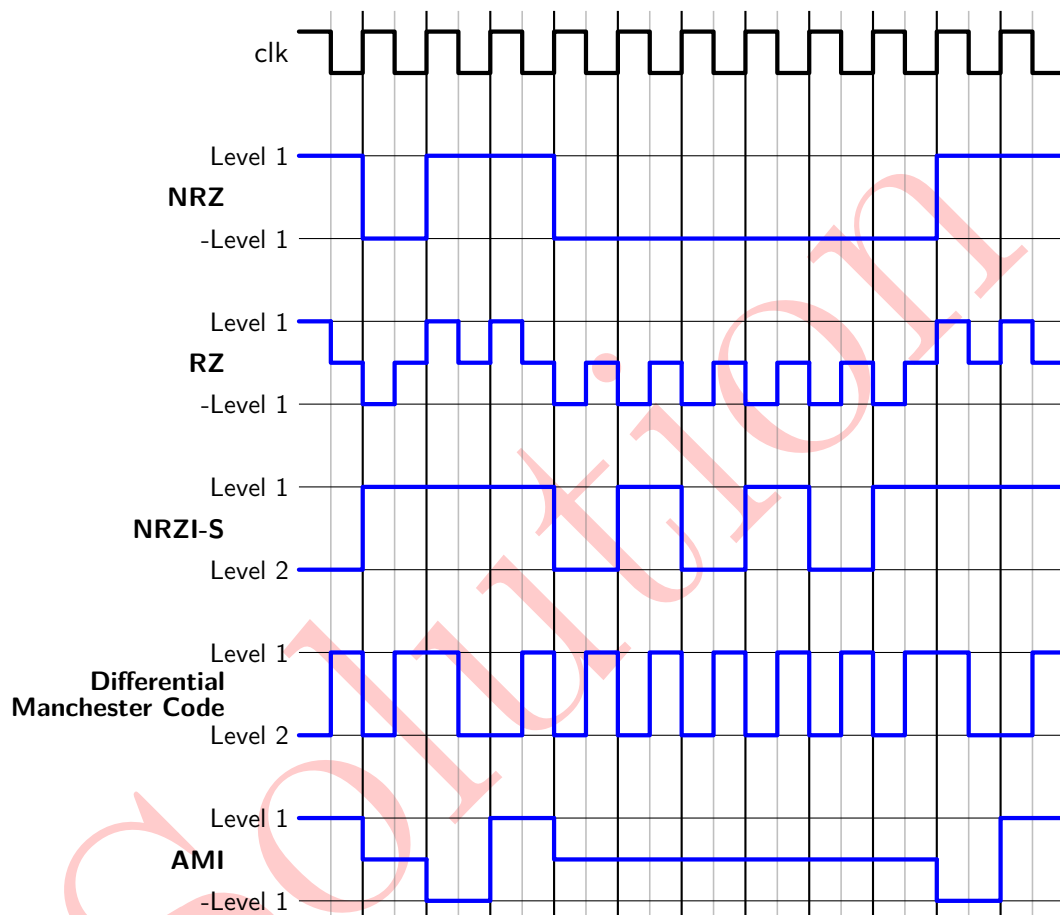 clk
Level 1
NRZ
-Level 1
Level 1
RZ
-Level 1
Level 1
NRZI-S
Level 2
Level 1
Differential
Manchester Code
Level 2
Level 1
AMI
-Level 1
Solution